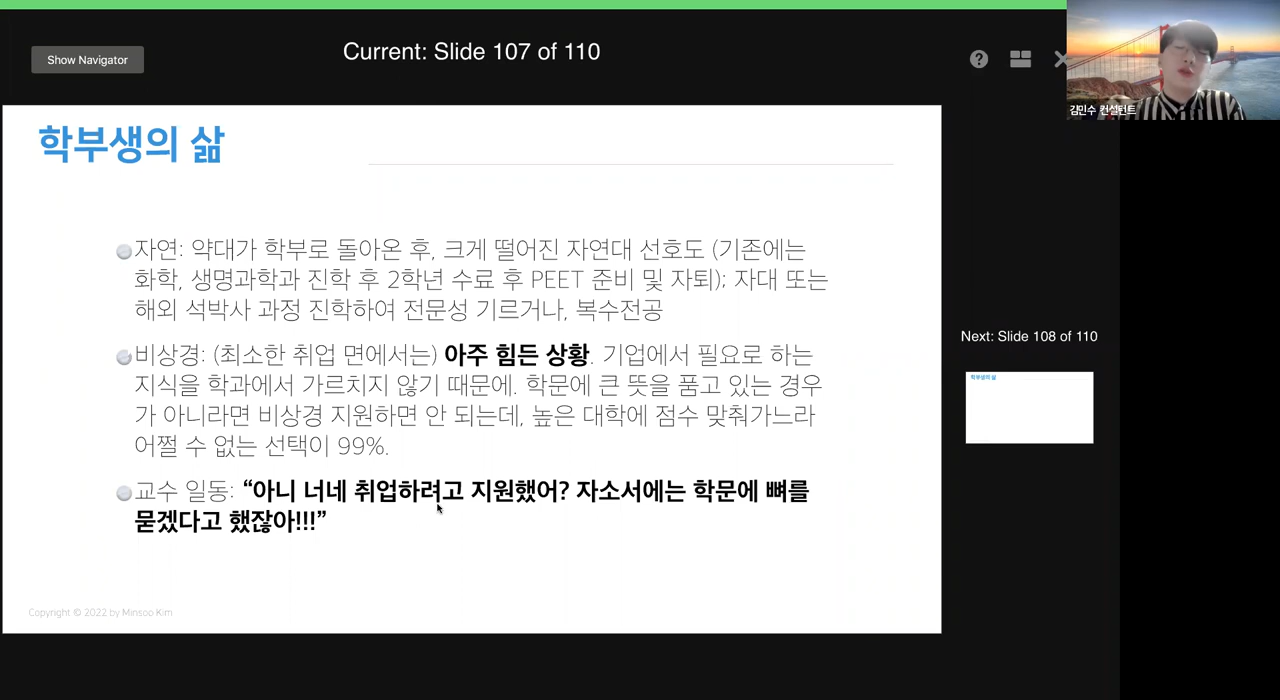 Show Navigator
Current: Slide 107 of 110
김민수 컨설턴트
학부생의 삶
자연: 약대가 학부로 돌아온 후, 크게 떨어진 자연대 선호도 (기존에는
화학, 생명과학과 진학 후 2학년 수료 후 PEET 준비 및 자퇴); 자대 또는
해외 석박사 과정 진학하여 전문성 기르거나, 복수전공
비상경: (최소한 취업 면에서는) 아주 힘든 상황. 기업에서 필요로 하는
지식을 학과에서 가르치지 않기 때문에. 학문에 큰 뜻을 품고 있는 경우
가 아니라면 비상경 지원하면 안 되는데, 높은 대학에 점수 맞춰가느라
어쩔 수 없는 선택이 99%.
교수 일동: “아니 너네 취업하려고 지원했어? 자소서에는 학문에 뼈를
묻겠다고 했잖아!!!”
Copyright © 2022 by Minsoo Kim
Next: Slide 108 of 110
학부생의 삶